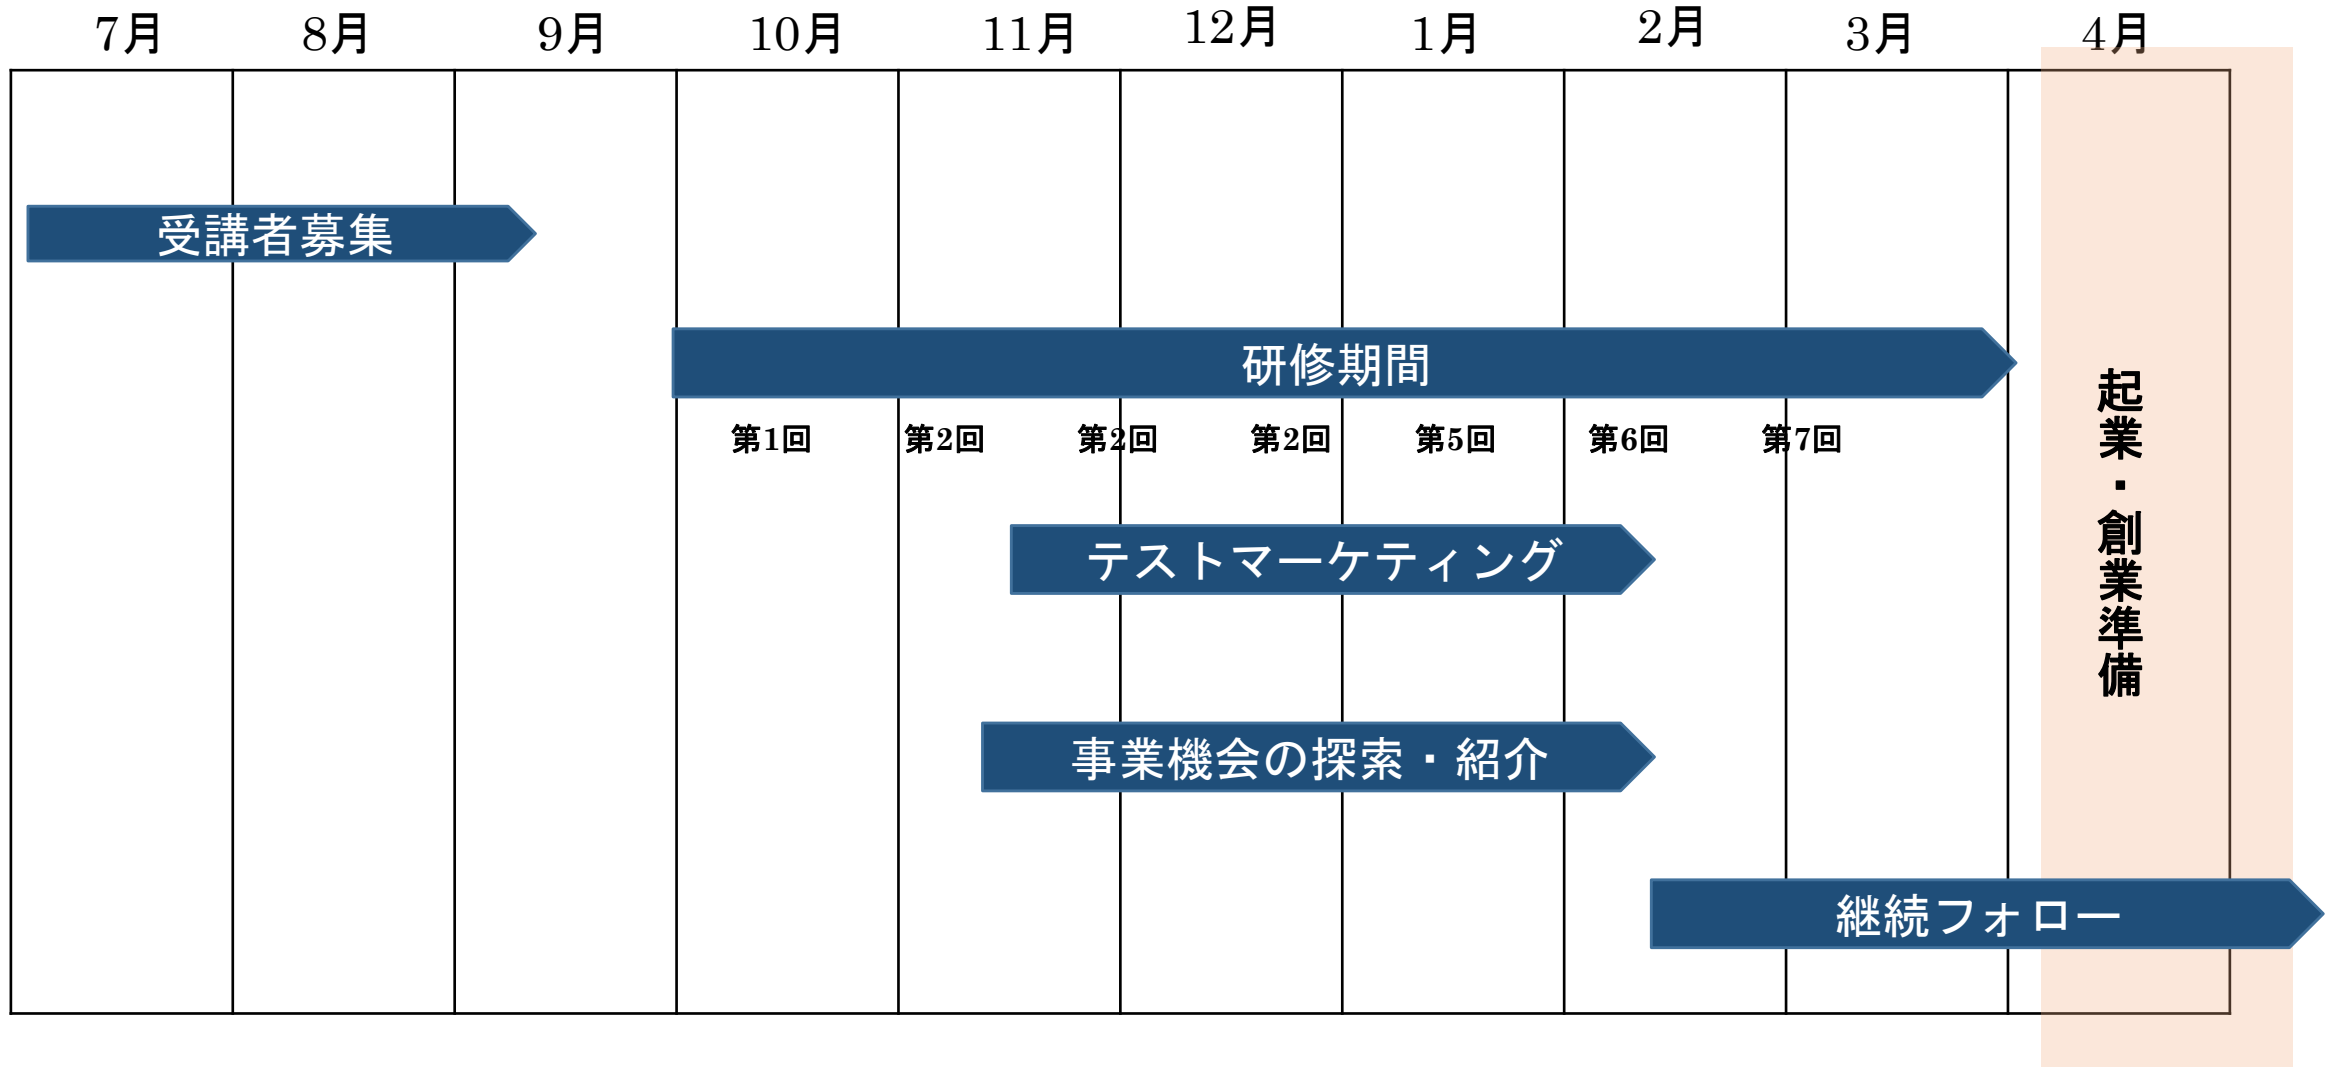 7月 8月 9月 10月 11月 12月 1月 2月 3月 4月
受講者募集
研修期間
第1回 第2回 第2回 第2回 第5回 第6回 第7回
テストマーケティング
事業機会の探索・紹介
継続フォロー
起業・創業準備